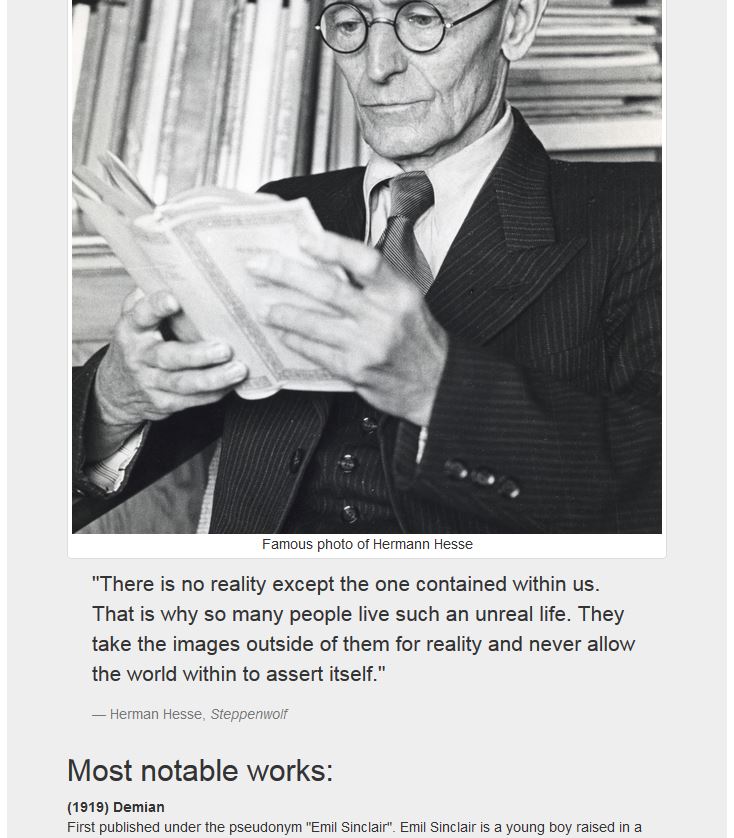 Famous photo of Hermann Hesse
"There is no reality except the one contained within us.
That is why so many people live such an unreal life. They
take the images outside of them for reality and never allow
the world within to assert itself."
— Herman Hesse, Steppenwolf
Most notable works:
(1919) Demian
First published under the pseudonym "Emil Sinclair". Emil Sinclair is a young boy raised in a